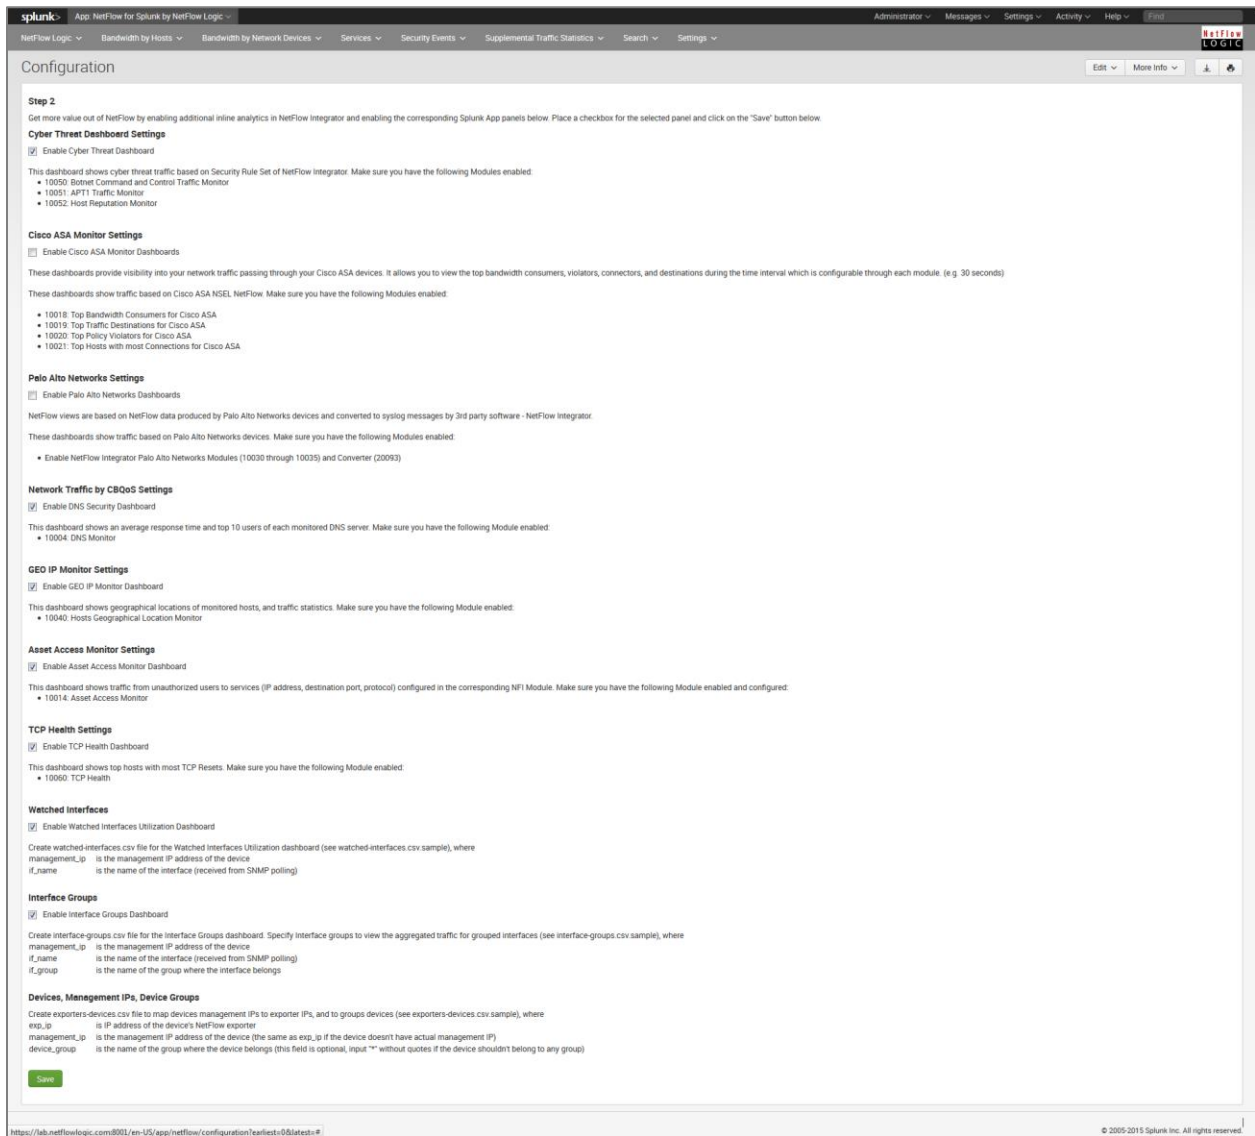 splunk> App: NetFlow for Splunk by NetFlow Logic Administrator Messages Settings Activity Help Find
NetFlow Logic Bandwidth by Hosts Bandwidth by Network Devices Services Security Events Supplemental Traffic Statistics Search Settings NetFlow LOGIC
Configuration Edit More Info
Step 2
Get more value out of NetFlow by enabling additional inline analytics in NetFlow Integrator and enabling the corresponding Splunk App panels below. Place a checkbox for the selected panel and click on the "Save" button below.
Cyber Threat Dashboard Settings
Enable Cyber Threat Dashboard
This dashboard shows cyber threat traffic based on Security Rule Set of NetFlow Integrator. Make sure you have the following Modules enabled:
• 10050: Botnet Command and Control Traffic Monitor
• 10051: APT1 Traffic Monitor
• 10052: Host Reputation Monitor
Cisco ASA Monitor Settings
Enable Cisco ASA Monitor Dashboards
These dashboards provide visibility into your network traffic passing through your Cisco ASA devices. It allows you to view the top bandwidth consumers, violators, connectors, and destinations during the time interval which is configurable through each module. (e.g. 30 seconds)
These dashboards show traffic based on Cisco ASA NSEL NetFlow. Make sure you have the following Modules enabled:
• 10018: Top Bandwidth Consumers for Cisco ASA
• 10019: Top Traffic Destinations for Cisco ASA
• 10020: Top Policy Violators for Cisco ASA
• 10021: Top Hosts with most Connections for Cisco ASA
Palo Alto Networks Settings
Enable Palo Alto Networks Dashboards
NetFlow views are based on NetFlow data produced by Palo Alto Networks devices and converted to syslog messages by 3rd party software - NetFlow Integrator.
These dashboards show traffic based on Palo Alto Networks devices. Make sure you have the following Modules enabled:
• Enable NetFlow Integrator Palo Alto Networks Modules (10030 through 10035) and Converter (20093)
Network Traffic by CBQoS Settings
Enable DNS Security Dashboard
This dashboard shows an average response time and top 10 users of each monitored DNS server. Make sure you have the following Module enabled:
• 10004: DNS Monitor
GEO IP Monitor Settings
Enable GEO IP Monitor Dashboard
This dashboard shows geographical locations of monitored hosts, and traffic statistics. Make sure you have the following Module enabled:
• 10040: Hosts Geographical Location Monitor
Asset Access Monitor Settings
Enable Asset Access Monitor Dashboard
This dashboard shows traffic from unauthorized users to services (IP address, destination port, protocol) configured in the corresponding NFI Module. Make sure you have the following Module enabled and configured:
• 10014: Asset Access Monitor
TCP Health Settings
Enable TCP Health Dashboard
This dashboard shows top hosts with most TCP Resets. Make sure you have the following Module enabled:
• 10060: TCP Health
Watched Interfaces
Enable Watched Interfaces Utilization Dashboard
Create watched-interfaces.csv file for the Watched Interfaces Utilization dashboard (see watched-interfaces.csv.sample), where
management_ip is the management IP address of the device
if_name is the name of the interface (received from SNMP polling)
Interface Groups
Enable Interface Groups Dashboard
Create interface-groups.csv file for the Interface Groups dashboard. Specify Interface groups to view the aggregated traffic for grouped interfaces (see interface-groups.csv.sample), where
management_ip is the management IP address of the device
if_name is the name of the interface (received from SNMP polling)
if_group is the name of the group where the interface belongs
Devices, Management IPs, Device Groups
Create exporters-devices.csv file to map devices management IPs to exporter IPs, and to groups devices (see exporters-devices.csv.sample), where
exp_ip is IP address of the device's NetFlow exporter
management_ip is the management IP address of the device (the same as exp_ip if the device doesn't have actual management IP)
device_group is the name of the group where the device belongs (this field is optional, input "*" without quotes if the device shouldn't belong to any group)
Save
https://lab.netflowlogic.com:8001/en-US/app/netflow/configuration?earliest=0&latest=# © 2005-2015 Splunk Inc. All rights reserved.